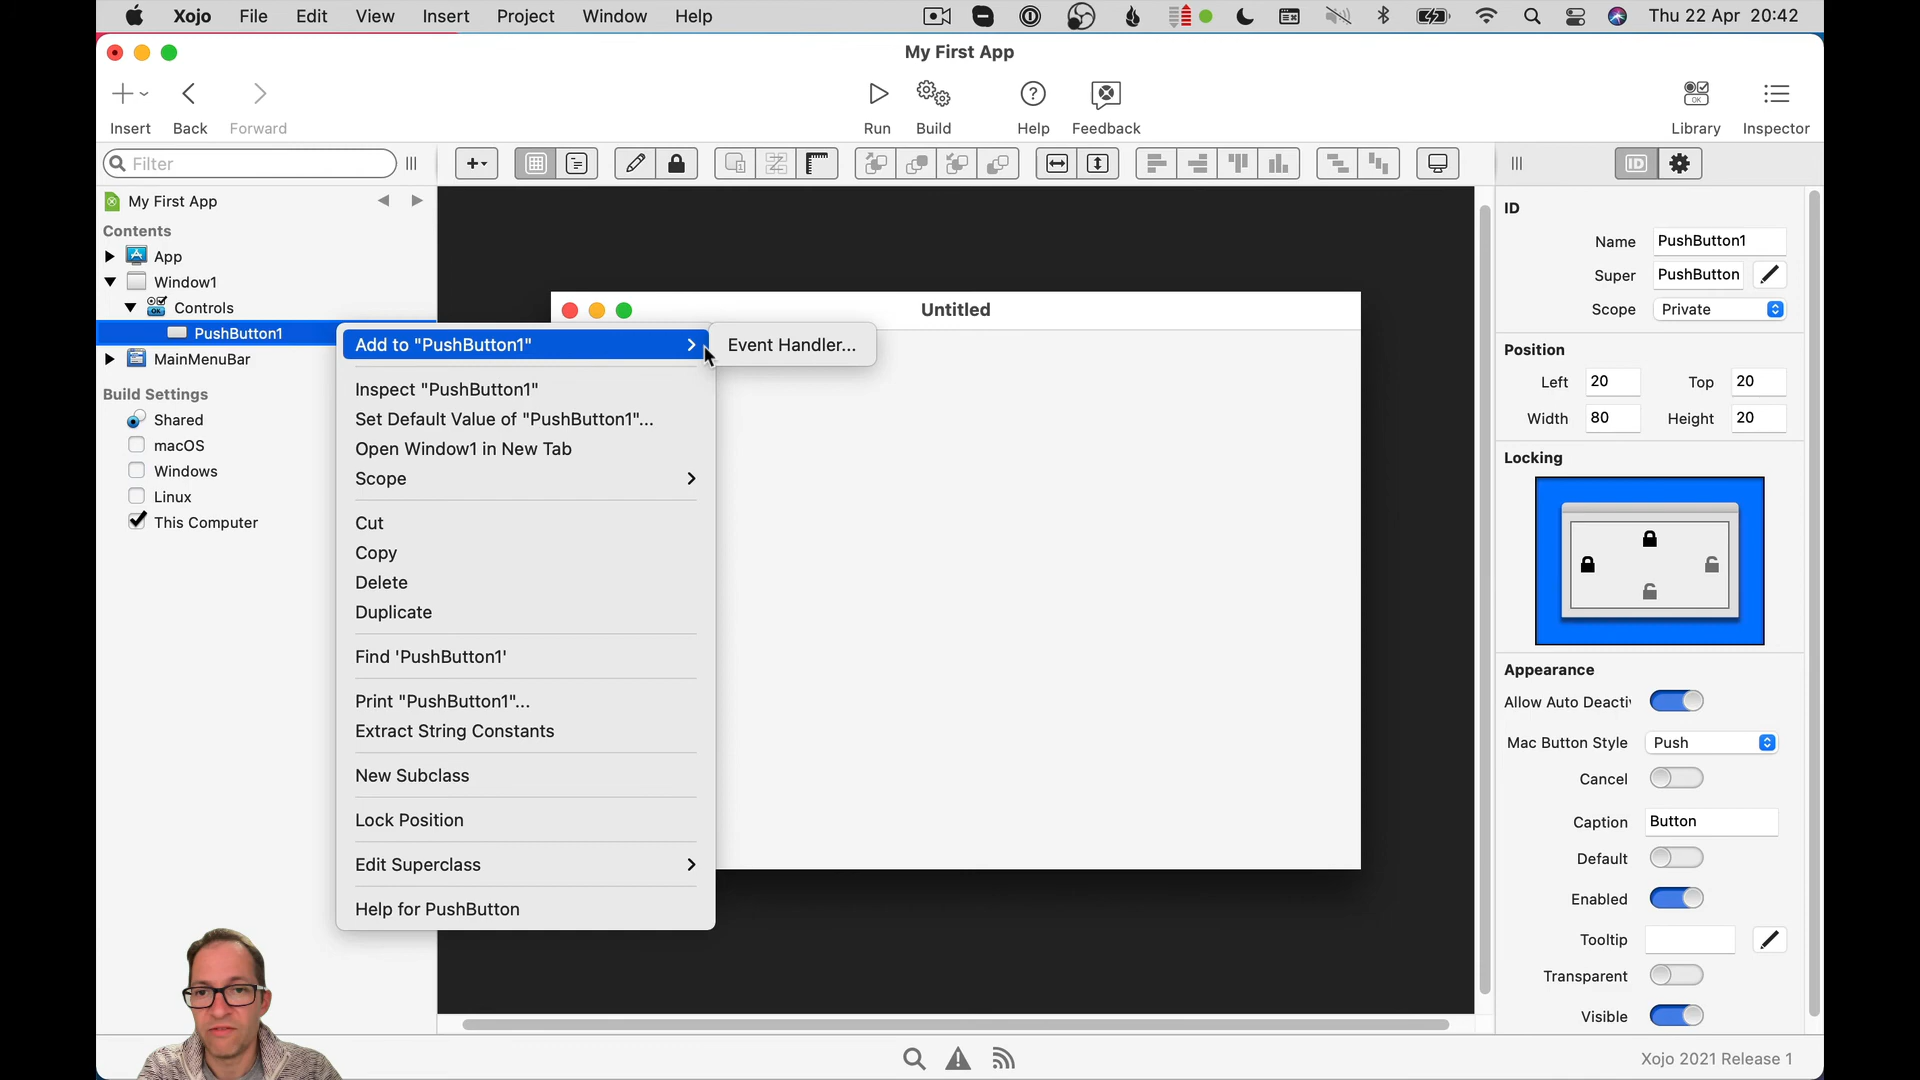 Xojo File Edit View Insert Project Window Help Thu 22 Apr 20:42
My First App
Insert Back Forward Run Build Help Feedback Library Inspector
OK
Filter
ID
My First App
Contents
App
Window1
Controls
PushButton1
MainMenuBar
Build Settings
Shared
macOS
Windows
Linux
This Computer
Untitled
Add to "PushButton1"
Event Handler...
Inspect "PushButton1"
Set Default Value of "PushButton1"...
Open Window1 in New Tab
Scope
Cut
Copy
Delete
Duplicate
Find 'PushButton1'
Print "PushButton1"...
Extract String Constants
New Subclass
Lock Position
Edit Superclass
Help for PushButton
ID
Name PushButton1
Super PushButton
Scope Private
Position
Left 20 Top 20
Width 80 Height 20
Locking
Appearance
Allow Auto Deacti
Mac Button Style Push
Cancel
Caption Button
Default
Enabled
Tooltip
Transparent
Visible
Xojo 2021 Release 1